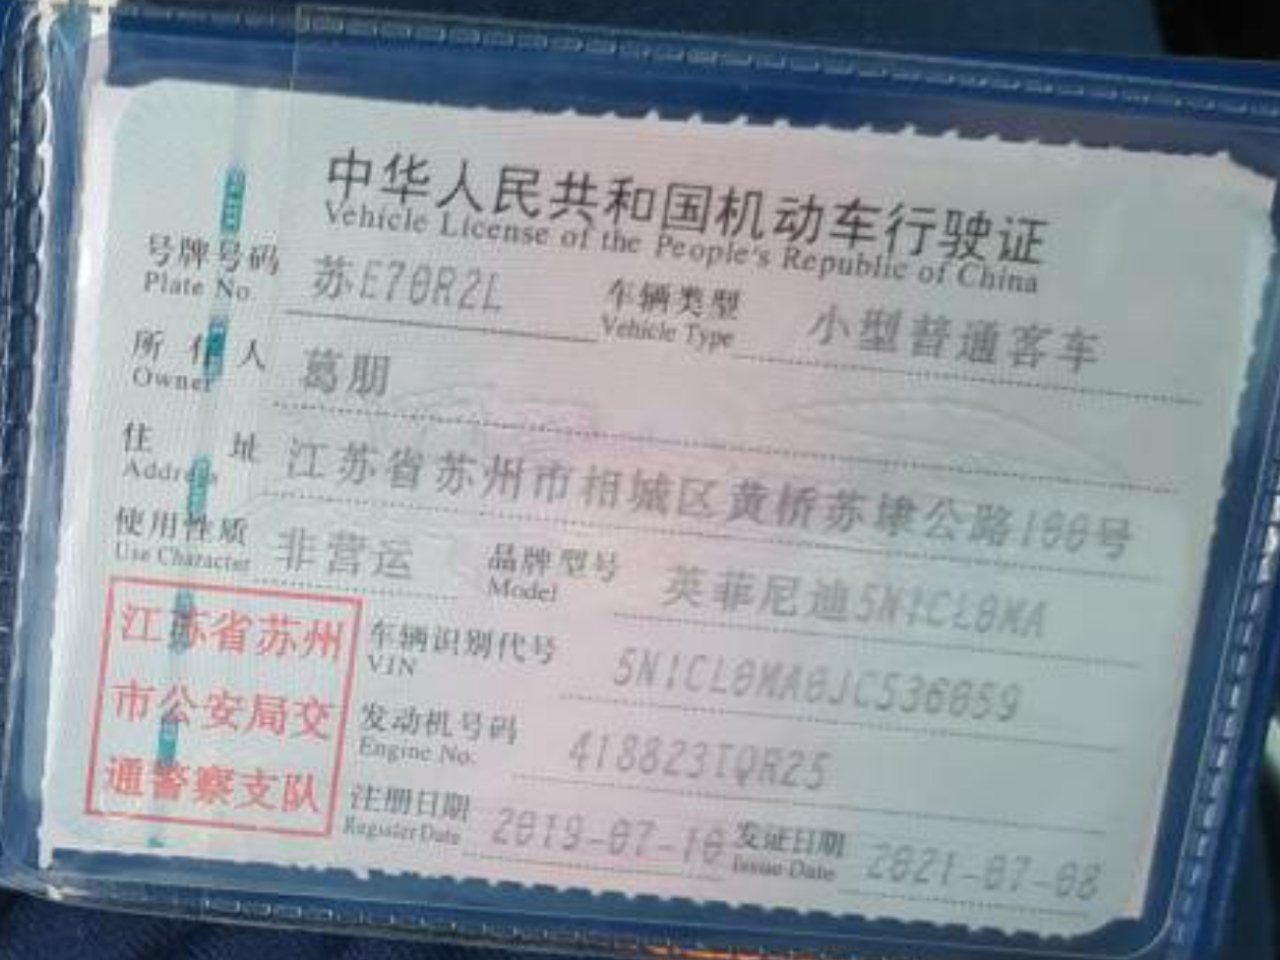 中华人民共和国机动车行驶证
Vehicle License of the People's Republic of China
号牌号码 苏E70R2L 车辆类型 小型普通客车
Plate No. Vehicle Type
所有人 葛朋
Owner
住址 江苏省苏州市相城区黄桥苏埭公路100号
Address
使用性质 非营运 品牌型号 英菲尼迪5N1CL0MA
Use Character Model
江苏省苏州 车辆识别代号 5N1CL0MA0JC536059
VIN
市公安局交 发动机号码 418823IQR25
Engine No.
通警察支队 注册日期 2019-07-10 发证日期 2021-07-08
Register Date Issue Date